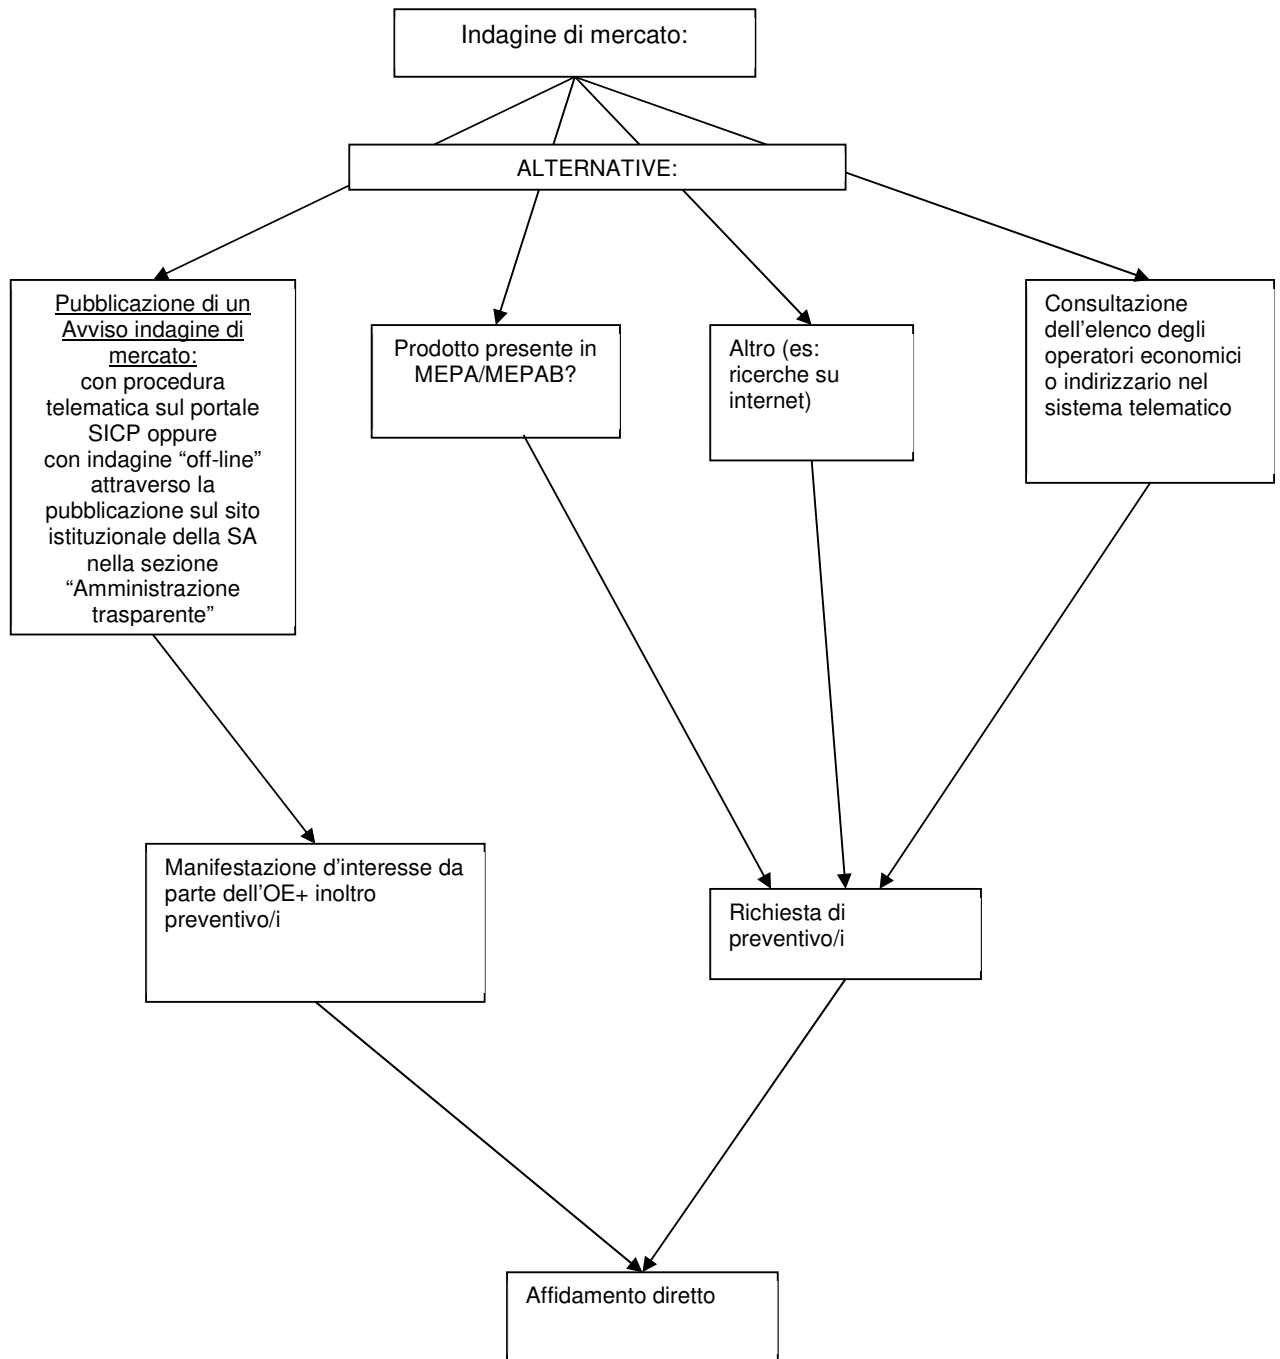 Indagine di mercato:
ALTERNATIVE:
Pubblicazione di un
Avviso indagine di
mercato:
con procedura
telematica sul portale
SICP oppure
con indagine “off-line”
attraverso la
pubblicazione sul sito
istituzionale della SA
nella sezione
“Amministrazione
trasparente”
Prodotto presente in
MEPA/MEPAB?
Altro (es:
ricerche su
internet)
Consultazione
dell’elenco degli
operatori economici
o indirizzario nel
sistema telematico
Manifestazione d’interesse da
parte dell’OE+ inoltro
preventivo/i
Richiesta di
preventivo/i
Affidamento diretto